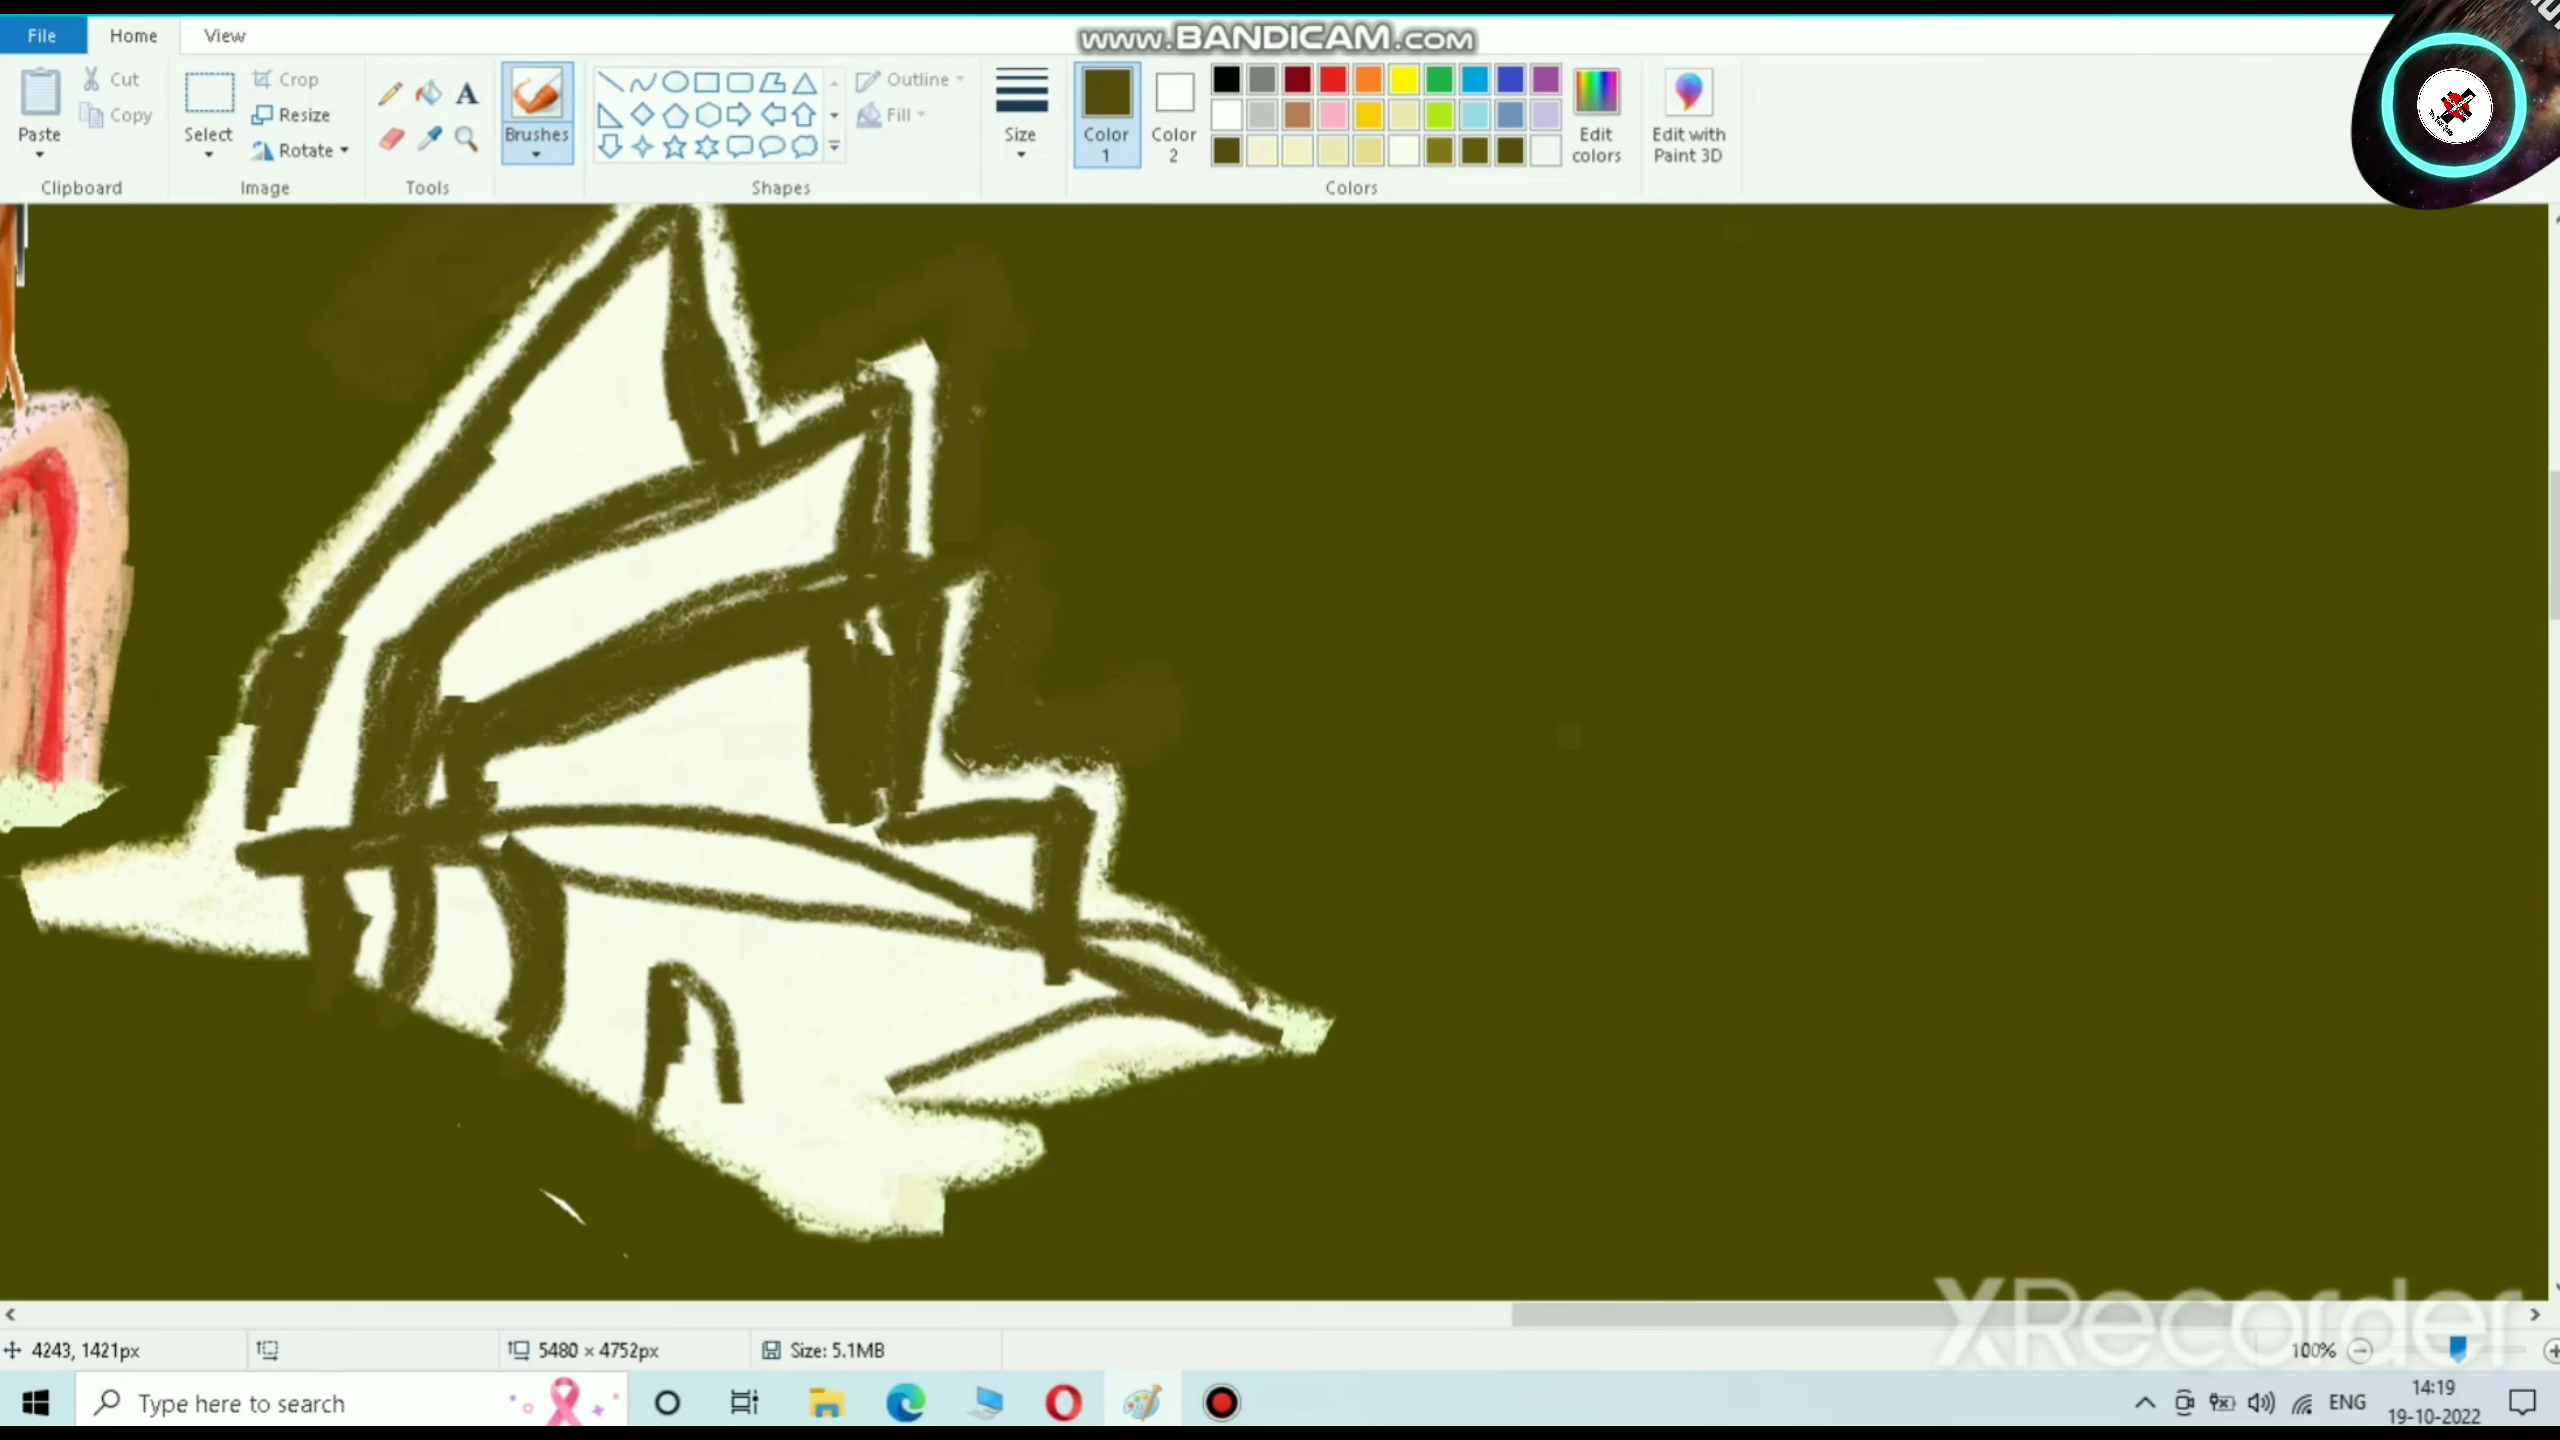 www.BANDICAM.com
File Home View
Cut
Copy
Paste
Crop
Resize
Rotate
Select
A
Brushes
Outline
Fill
Size
Color 1
Color 2
Edit colors
Edit with Paint 3D
Clipboard Image Tools Shapes Colors
XRecorder
4243, 1421px 5480 × 4752px Size: 5.1MB 100%
Type here to search
ENG
14:19
19-10-2022